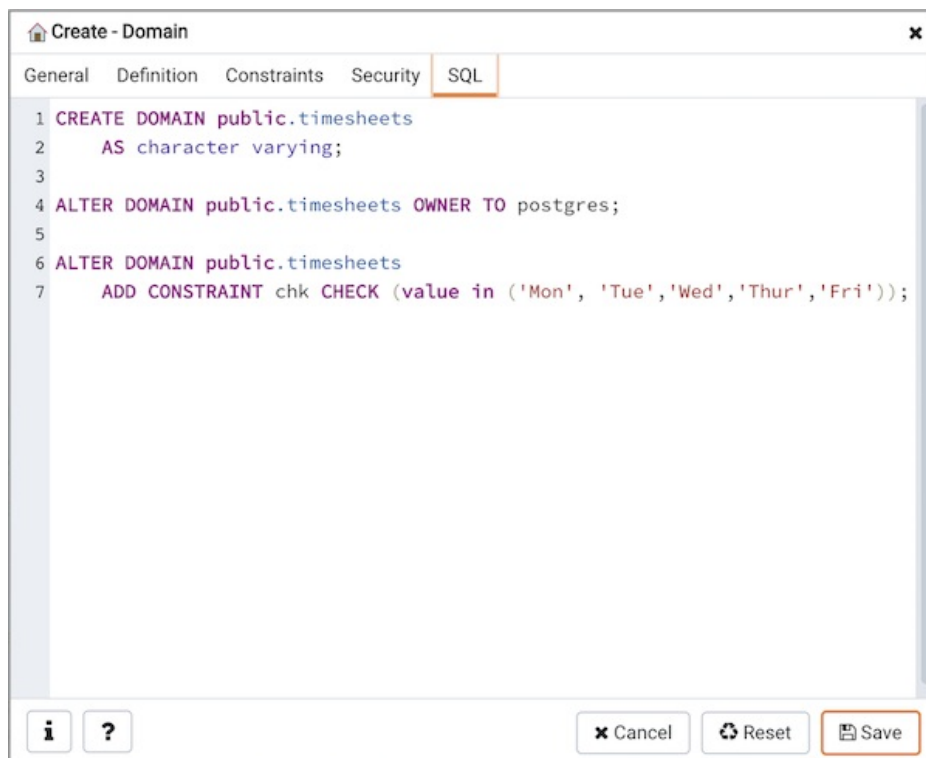 Create - Domain
General Definition Constraints Security SQL
1 CREATE DOMAIN public.timesheets
2     AS character varying;
3
4 ALTER DOMAIN public.timesheets OWNER TO postgres;
5
6 ALTER DOMAIN public.timesheets
7     ADD CONSTRAINT chk CHECK (value in ('Mon', 'Tue','Wed','Thur','Fri'));
i ? Cancel Reset Save